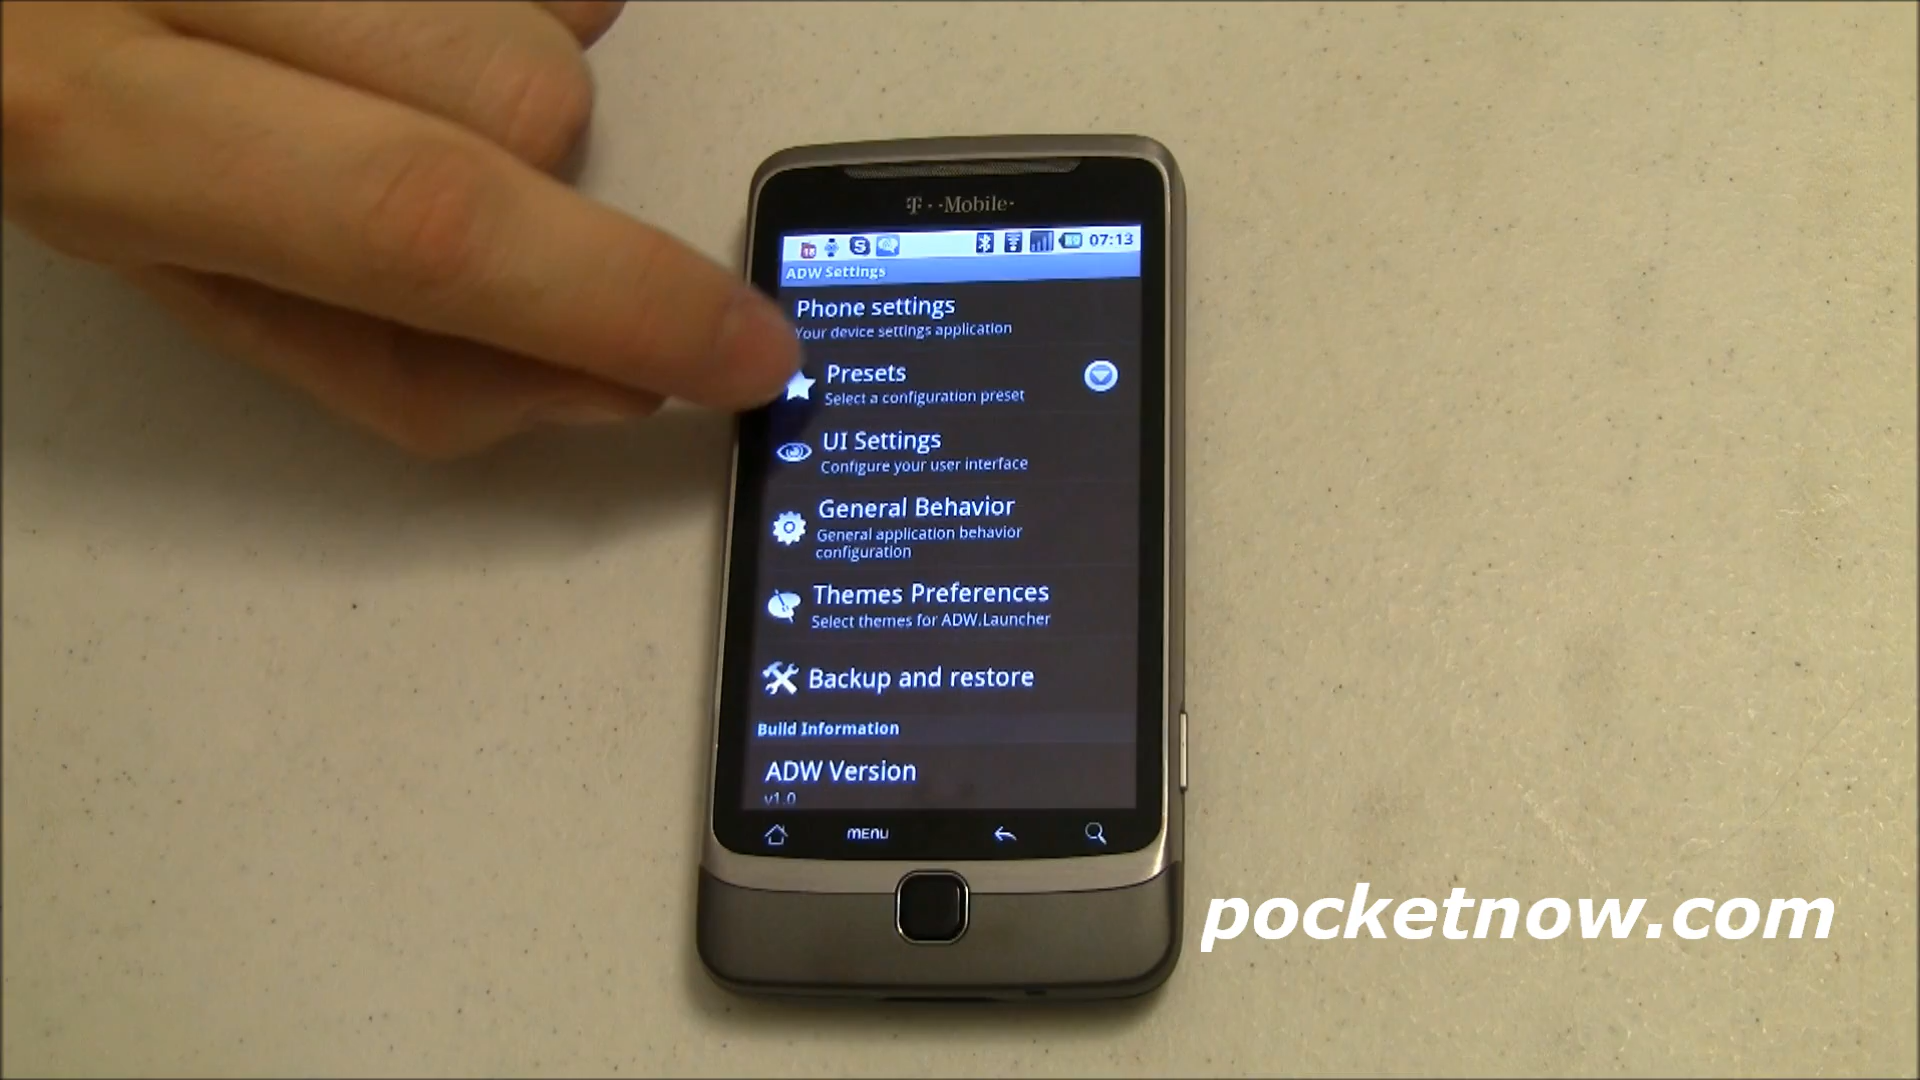 T··Mobile·
S
07:13
ADW Settings
Phone settings
Your device settings application
Presets
Select a configuration preset
UI Settings
Configure your user interface
General Behavior
General application behavior
configuration
Themes Preferences
Select themes for ADW.Launcher
Backup and restore
Build Information
ADW Version
v1.0
MENU
pocketnow.com